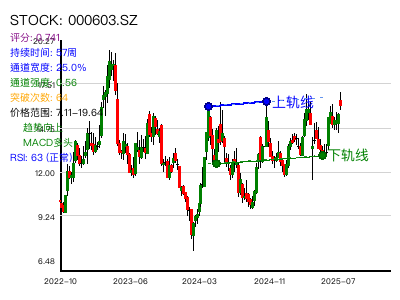 STOCK: 000603.SZ
评分: 0.741
持续时间: 57周
通道宽度: 25.0%
通道强度: 0.56
突破次数: 64
价格范围: 7.11~19.64
趋势向上
MACD多头
RSI: 63 (正常)
上轨线
下轨线
12.00
9.24
6.48
2022-10
2023-06
2024-03
2024-11
2025-07